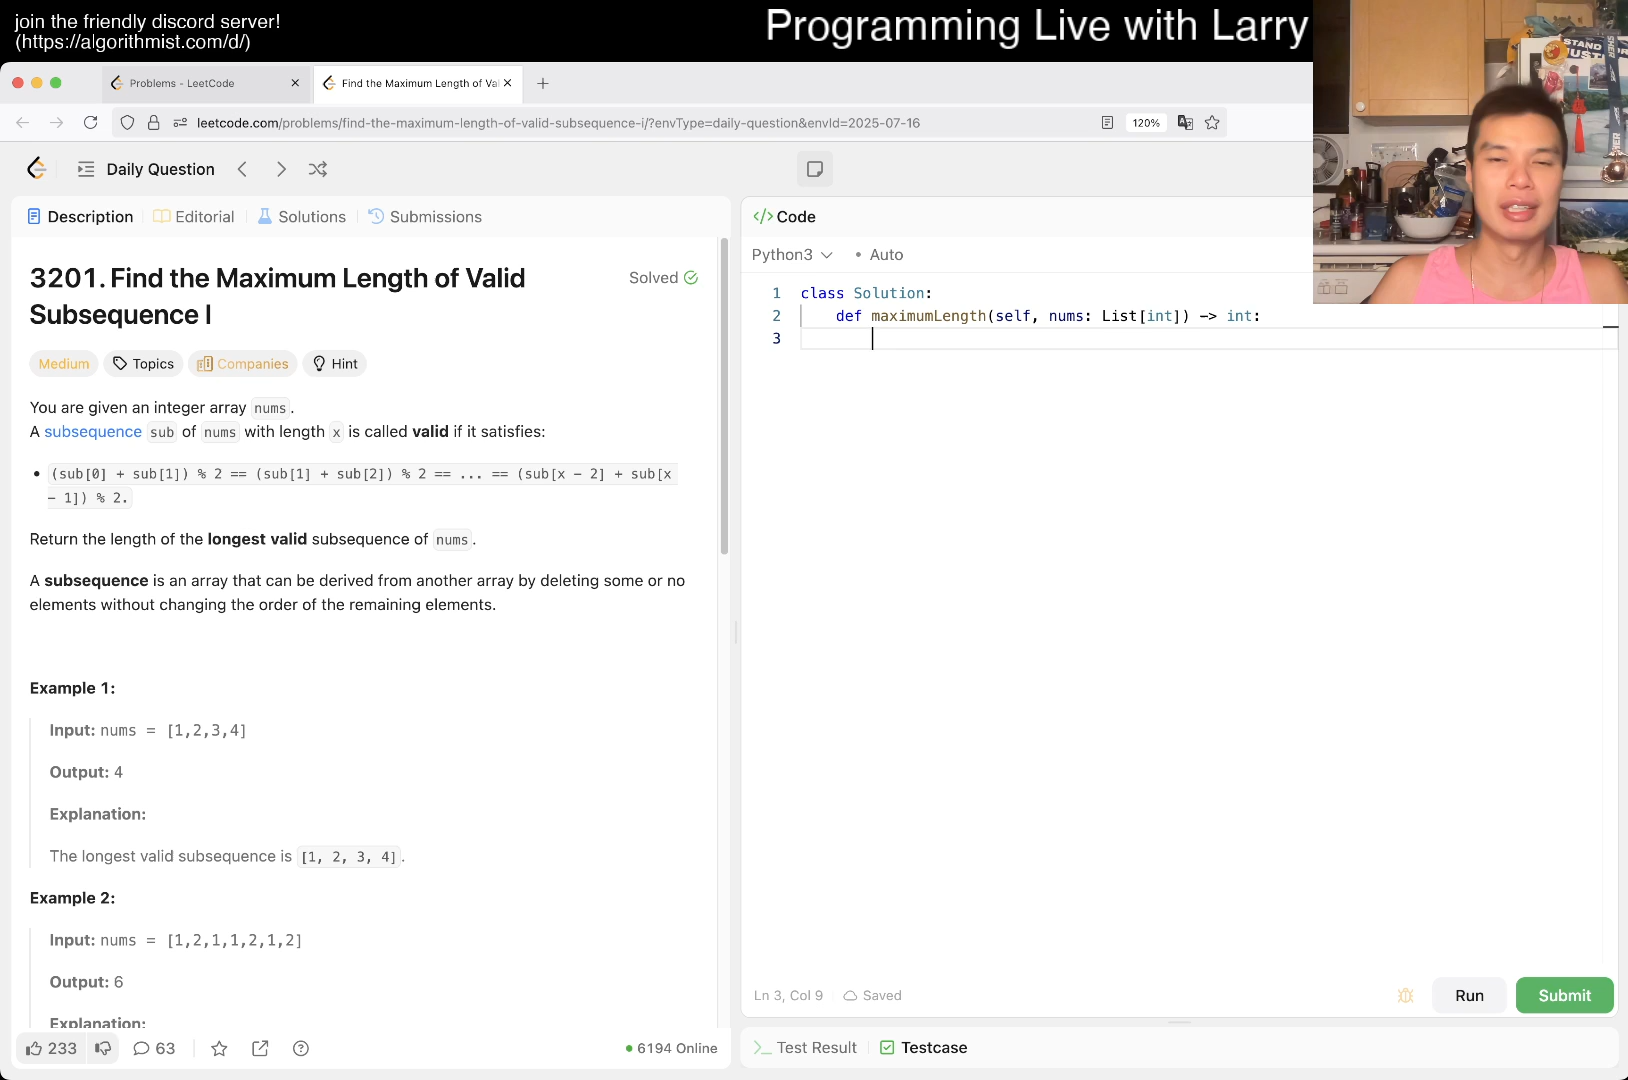 join the friendly discord server!
(https://algorithmist.com/d/)
Programming Live with Larry
Problems - LeetCode
Find the Maximum Length of Val
leetcode.com/problems/find-the-maximum-length-of-valid-subsequence-i/?envType=daily-question&envId=2025-07-16
120%
Daily Question
Description
Editorial
Solutions
Submissions
3201. Find the Maximum Length of Valid
Subsequence I
Solved
Medium
Topics
Companies
Hint
You are given an integer array nums.
A subsequence sub of nums with length x is called valid if it satisfies:
• (sub[0] + sub[1]) % 2 == (sub[1] + sub[2]) % 2 == ... == (sub[x - 2] + sub[x
- 1]) % 2.
Return the length of the longest valid subsequence of nums.
A subsequence is an array that can be derived from another array by deleting some or no
elements without changing the order of the remaining elements.
Example 1:
Input: nums = [1,2,3,4]
Output: 4
Explanation:
The longest valid subsequence is [1, 2, 3, 4].
Example 2:
Input: nums = [1,2,1,1,2,1,2]
Output: 6
Explanation:
233
63
6194 Online
</> Code
Python3
• Auto
1 class Solution:
2 def maximumLength(self, nums: List[int]) -> int:
3
Ln 3, Col 9
Saved
Run
Submit
Test Result
Testcase
STAND